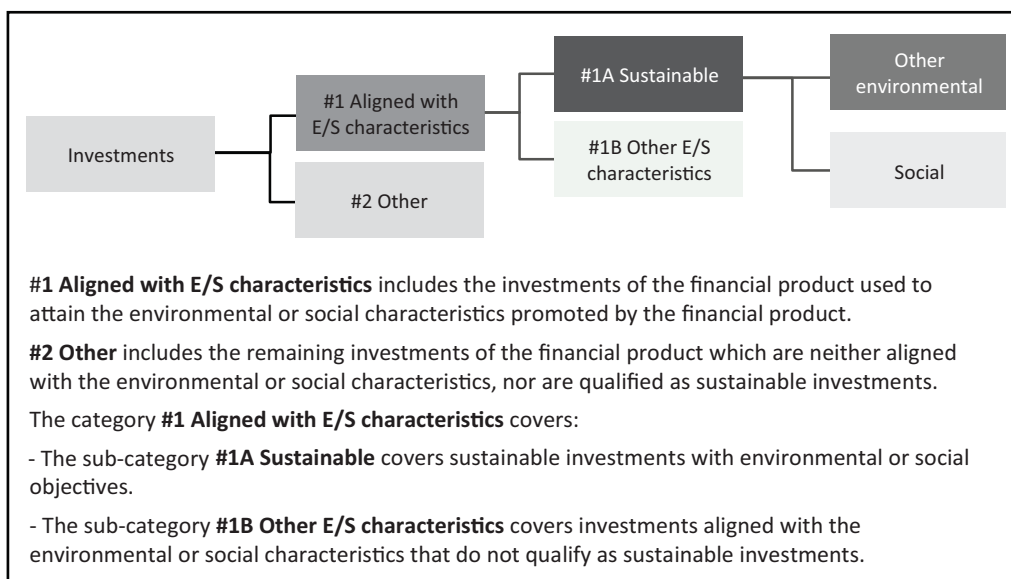 Investments
#1 Aligned with
E/S characteristics
#2 Other
#1A Sustainable
#1B Other E/S
characteristics
Other
environmental
Social
#1 Aligned with E/S characteristics includes the investments of the financial product used to
attain the environmental or social characteristics promoted by the financial product.
#2 Other includes the remaining investments of the financial product which are neither aligned
with the environmental or social characteristics, nor are qualified as sustainable investments.
The category #1 Aligned with E/S characteristics covers:
- The sub-category #1A Sustainable covers sustainable investments with environmental or social
objectives.
- The sub-category #1B Other E/S characteristics covers investments aligned with the
environmental or social characteristics that do not qualify as sustainable investments.